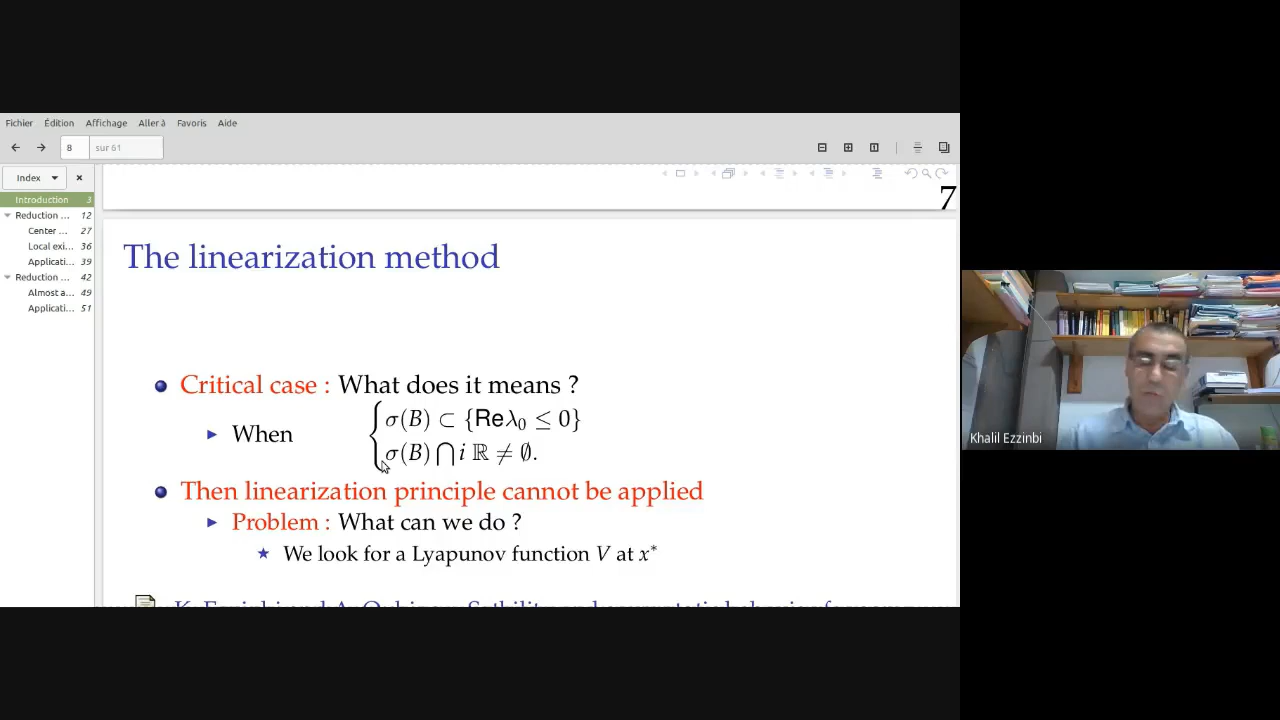 Fichier Édition Affichage Aller à Favoris Aide
8 sur 61
Index
Introduction 3
Reduction ... 12
Center ... 27
Local exi... 36
Applicati... 39
Reduction ... 42
Almost a... 49
Applicati... 51
7
The linearization method
Critical case : What does it means ?
When
σ(B) ⊂ {Reλ₀ ≤ 0}
σ(B) ⋂ i ℝ ≠ ∅.
Then linearization principle cannot be applied
Problem : What can we do ?
We look for a Lyapunov function V at x*
Khalil Ezzinbi